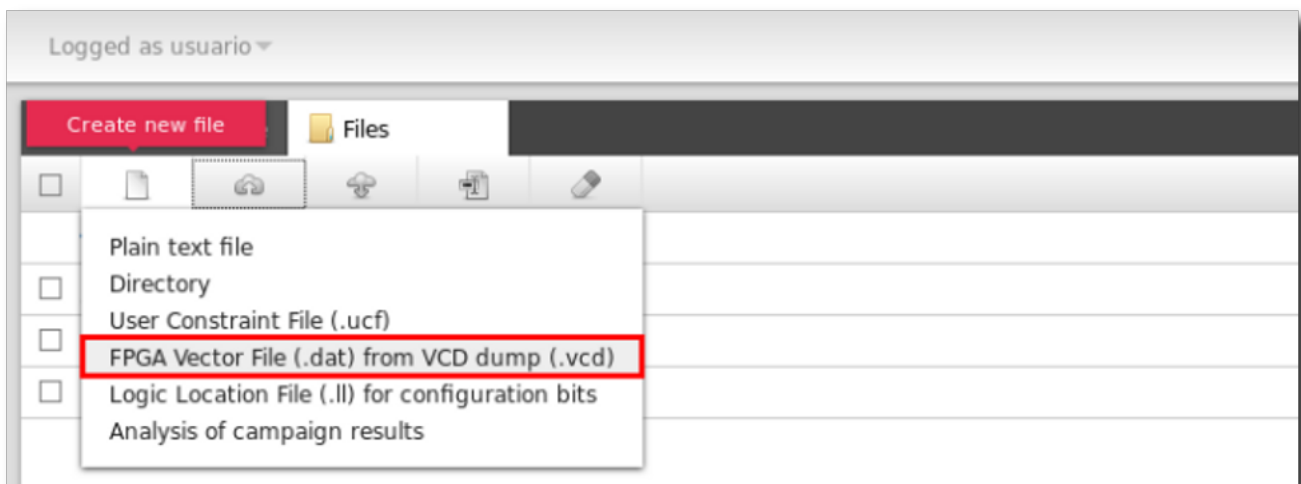 Logged as usuario
Create new file
Files
Plain text file
Directory
User Constraint File (.ucf)
FPGA Vector File (.dat) from VCD dump (.vcd)
Logic Location File (.ll) for configuration bits
Analysis of campaign results